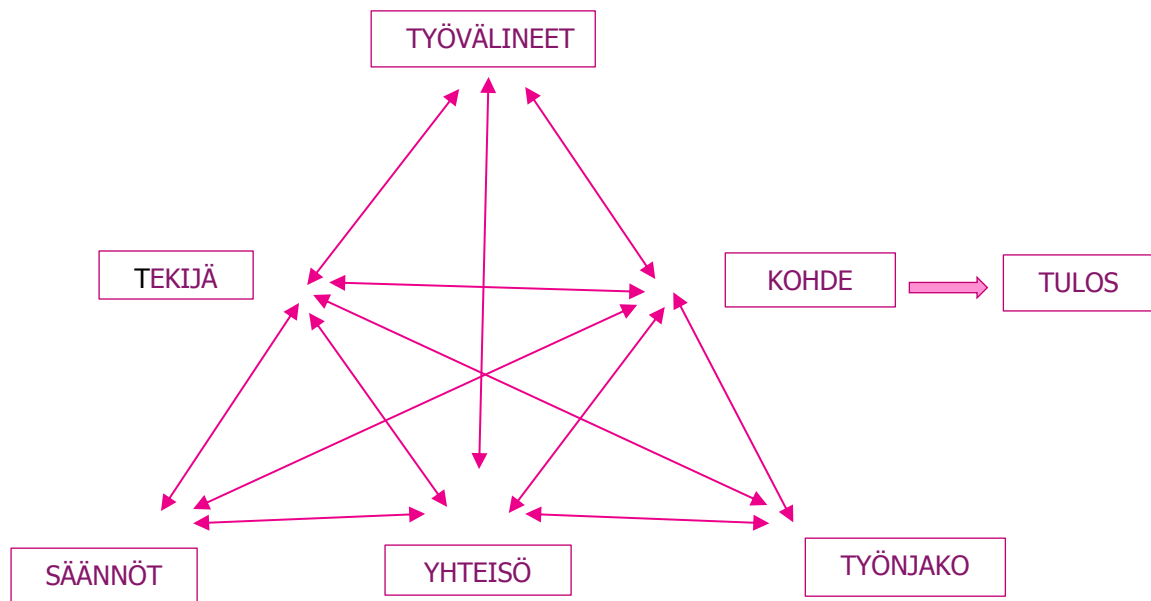 TYÖVÄLINEET
TEKIJÄ
KOHDE
TULOS
SÄÄNNÖT
YHTEISÖ
TYÖNJAKO